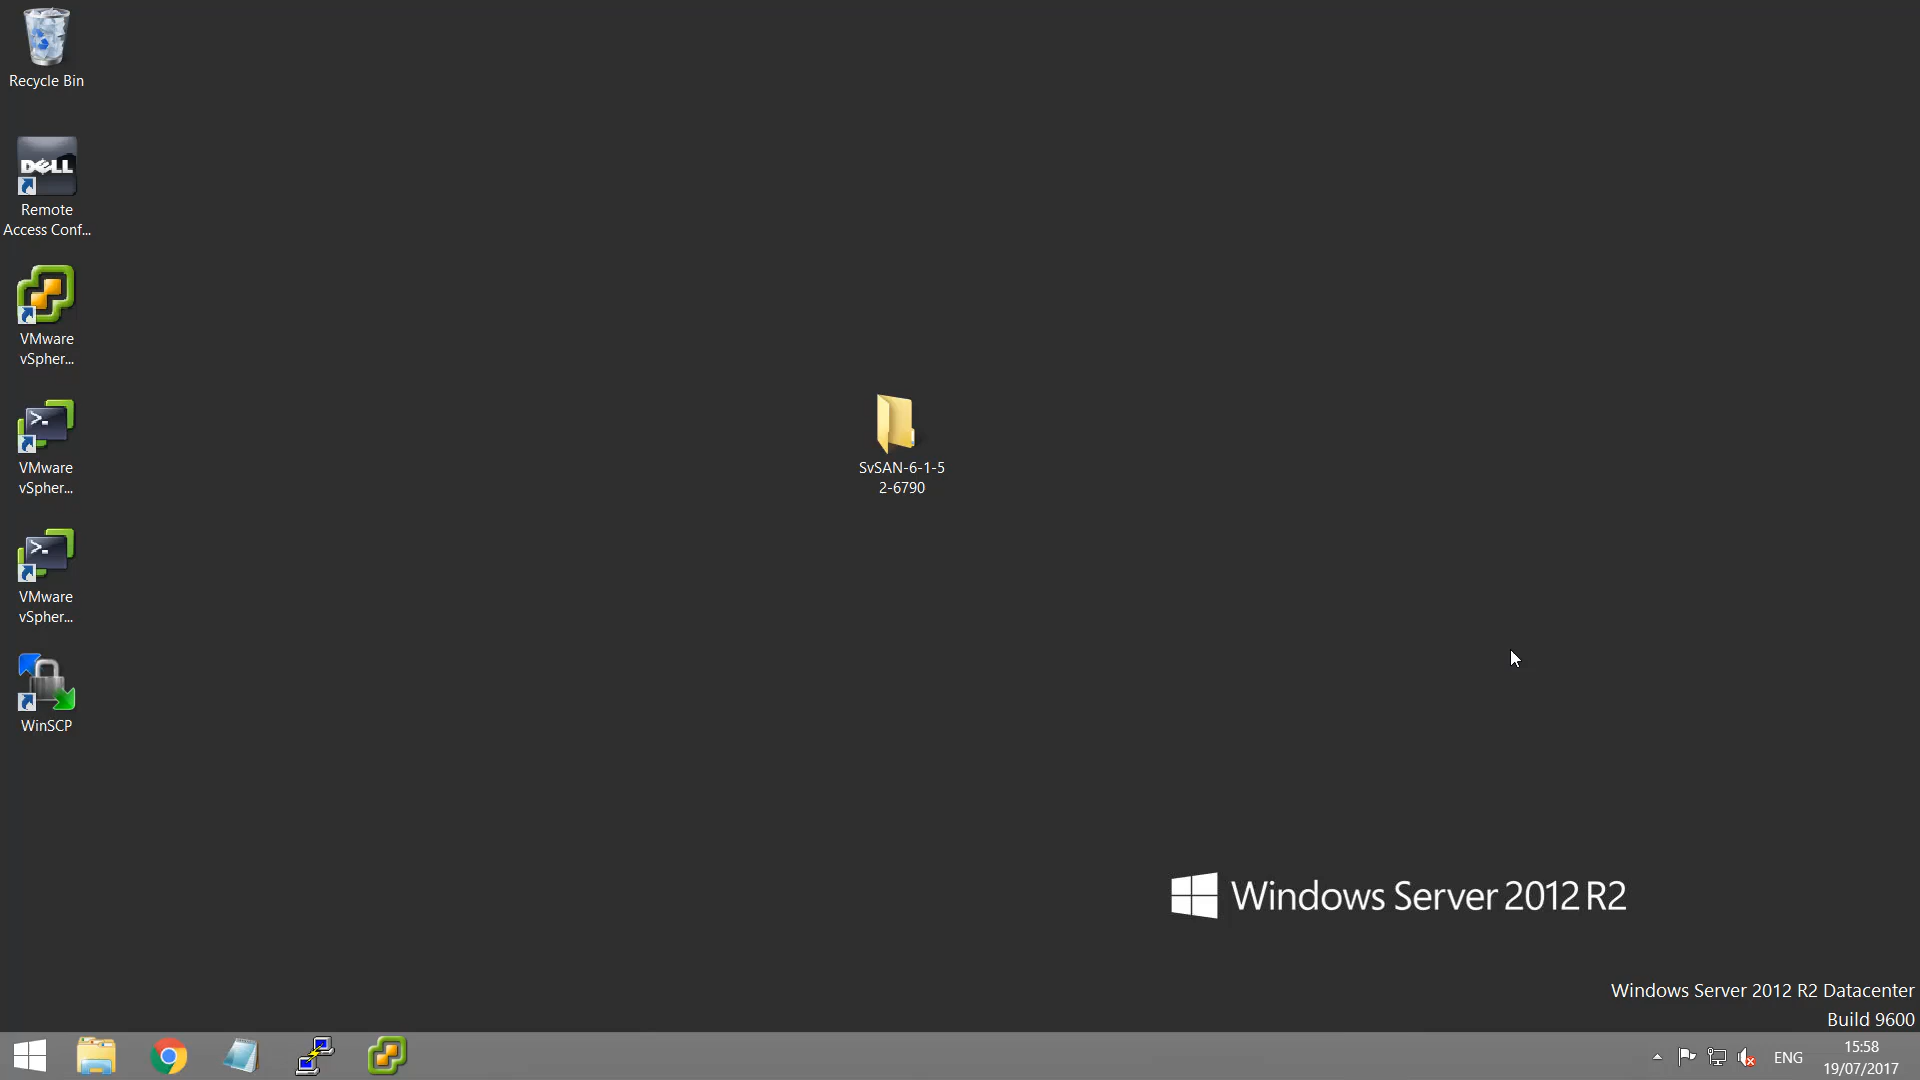 Recycle Bin
DELL
Remote
Access Conf...
VMware
vSpher...
>_
VMware
vSpher...
>_
VMware
vSpher...
WinSCP
SvSAN-6-1-5
2-6790
Windows Server 2012 R2
Windows Server 2012 R2 Datacenter
Build 9600
ENG
15:58
19/07/2017